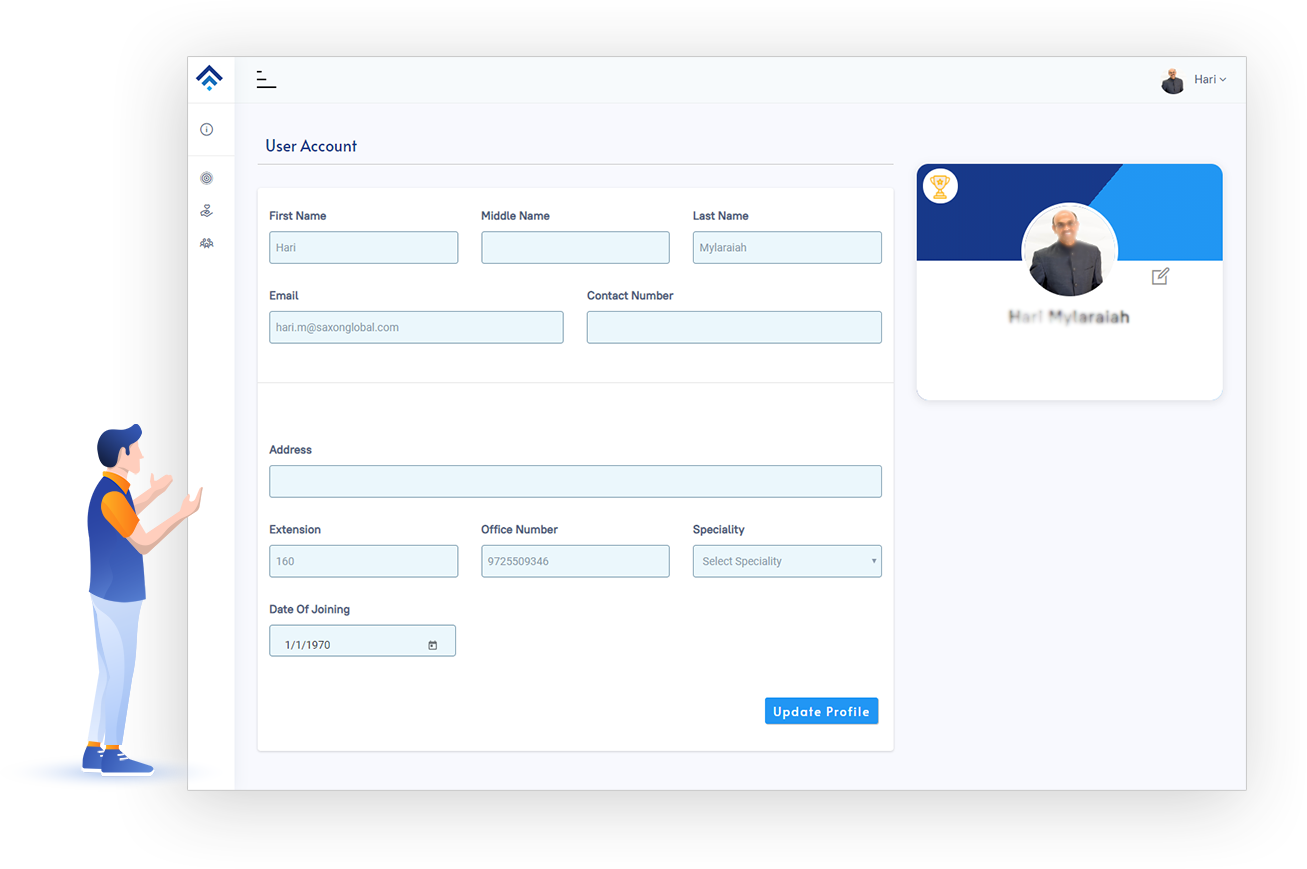 Hari
User Account
First Name Middle Name Last Name
Hari Mylaraiah
Email Contact Number
hari.m@saxonglobal.com
Hari Mylaraiah
Address
Extension Office Number Speciality
160 9725509346 Select Speciality
Date Of Joining
1/1/1970
Update Profile